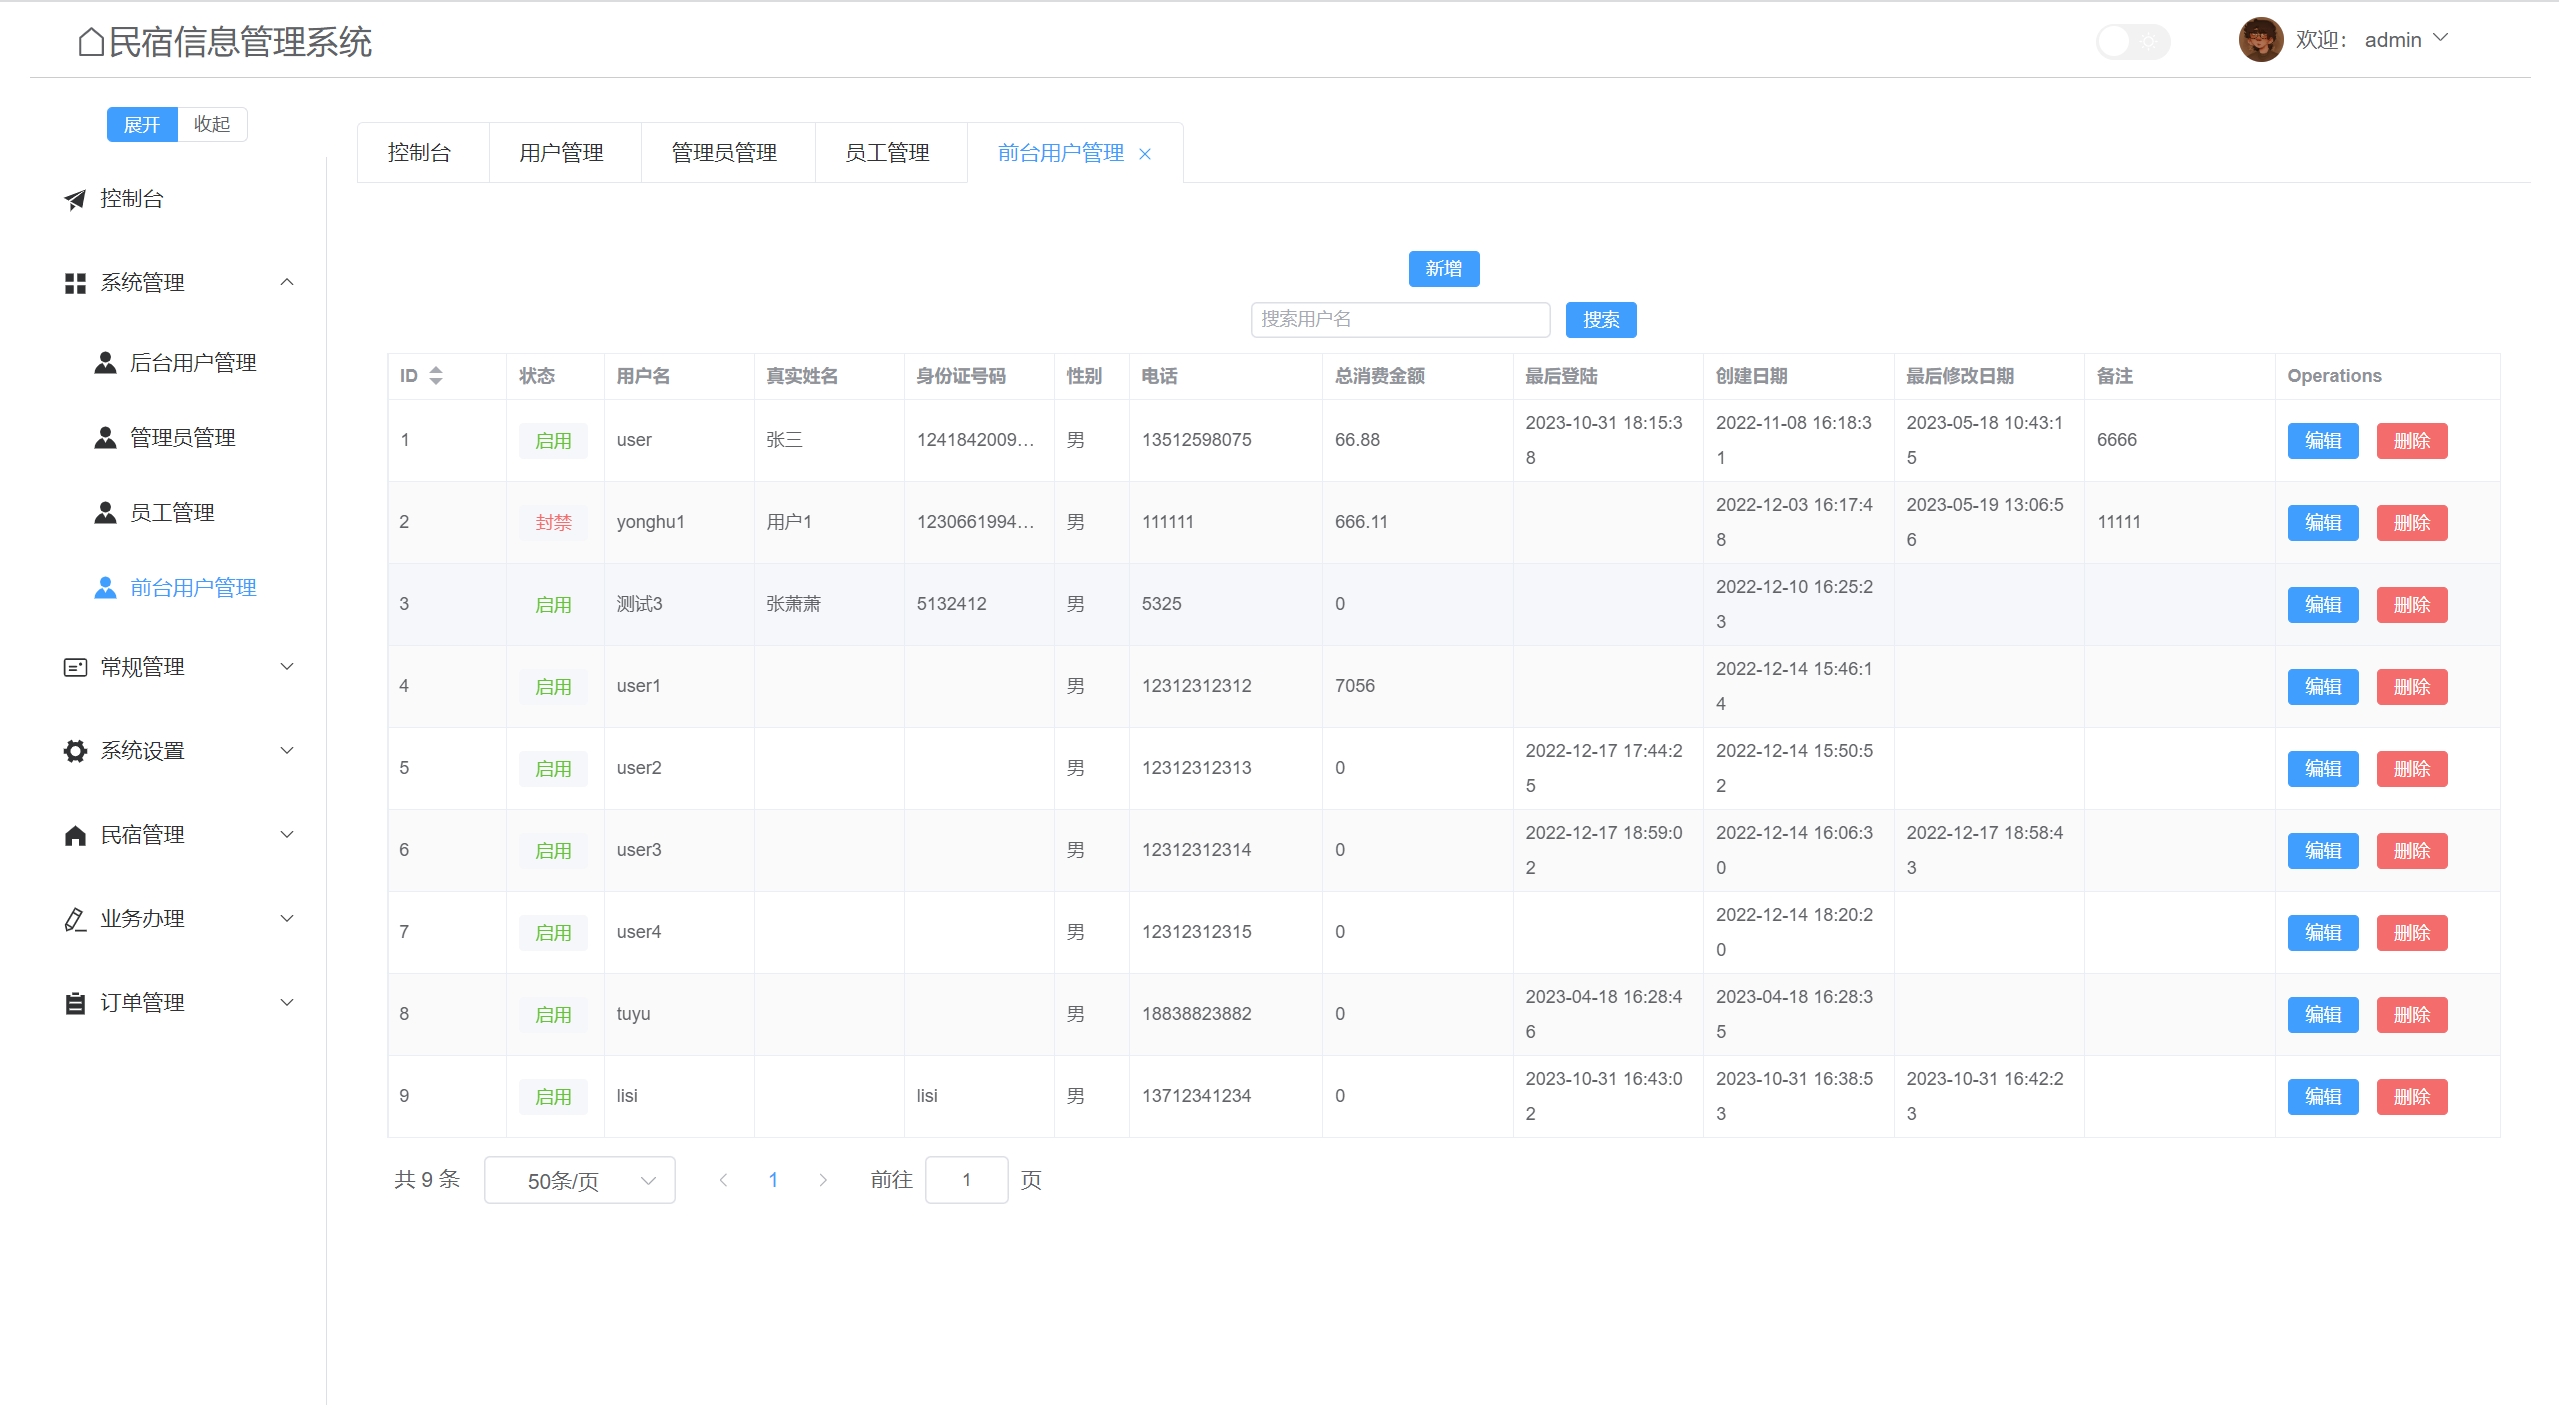 民宿信息管理系统
欢迎： admin
展开 收起
控制台 用户管理 管理员管理 员工管理 前台用户管理
控制台
系统管理
后台用户管理
管理员管理
员工管理
前台用户管理
常规管理
系统设置
民宿管理
业务办理
订单管理
新增
搜索用户名 搜索
ID 状态 用户名 真实姓名 身份证号码 性别 电话 总消费金额 最后登陆 创建日期 最后修改日期 备注 Operations
1 启用 user 张三 1241842009... 男 13512598075 66.88 2023-10-31 18:15:38 2022-11-08 16:18:31 2023-05-18 10:43:15 6666 编辑 删除
2 封禁 yonghu1 用户1 1230661994... 男 111111 666.11 2022-12-03 16:17:48 2023-05-19 13:06:56 11111 编辑 删除
3 启用 测试3 张萧萧 5132412 男 5325 0 2022-12-10 16:25:23 编辑 删除
4 启用 user1 男 12312312312 7056 2022-12-14 15:46:14 编辑 删除
5 启用 user2 男 12312312313 0 2022-12-17 17:44:25 2022-12-14 15:50:52 编辑 删除
6 启用 user3 男 12312312314 0 2022-12-17 18:59:02 2022-12-14 16:06:30 2022-12-17 18:58:43 编辑 删除
7 启用 user4 男 12312312315 0 2022-12-14 18:20:20 编辑 删除
8 启用 tuyu 男 18838823882 0 2023-04-18 16:28:46 2023-04-18 16:28:35 编辑 删除
9 启用 lisi lisi 男 13712341234 0 2023-10-31 16:43:02 2023-10-31 16:38:53 2023-10-31 16:42:23 编辑 删除
共 9 条 50条/页 1 前往 1 页